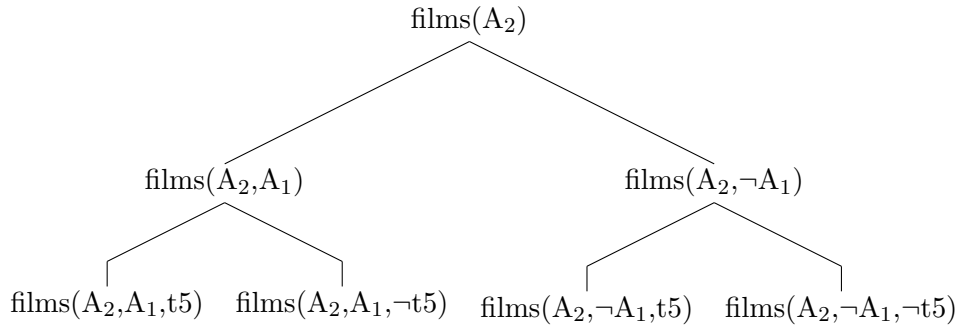 films(A₂)
films(A₂,A₁) films(A₂,¬A₁)
films(A₂,A₁,t5) films(A₂,A₁,¬t5) films(A₂,¬A₁,t5) films(A₂,¬A₁,¬t5)